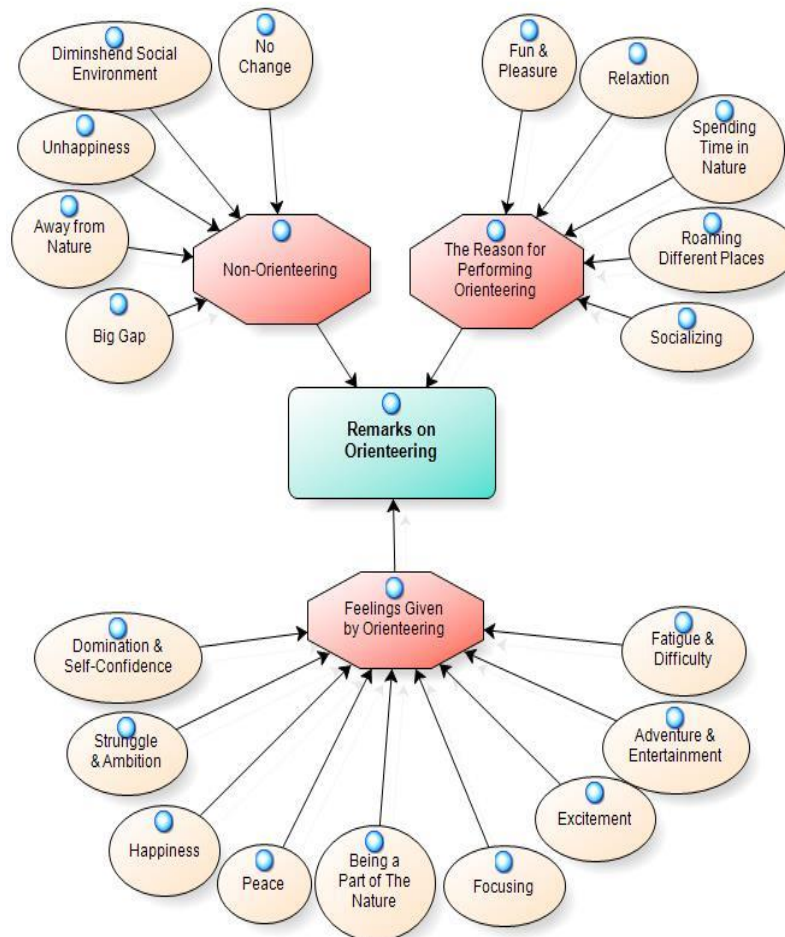 Diminshend Social
Environment
No
Change
Unhappiness
Away from
Nature
Big Gap
Non-Orienteering
Fun &
Pleasure
Relaxtion
Spending
Time in
Nature
Roaming
Different Places
Socializing
The Reason for
Performing
Orienteering
Remarks on
Orienteering
Feelings Given
by Orienteering
Domination &
Self-Confidence
Struggle
& Ambition
Happiness
Peace
Being a
Part of The
Nature
Focusing
Excitement
Adventure &
Entertainment
Fatigue &
Difficulty